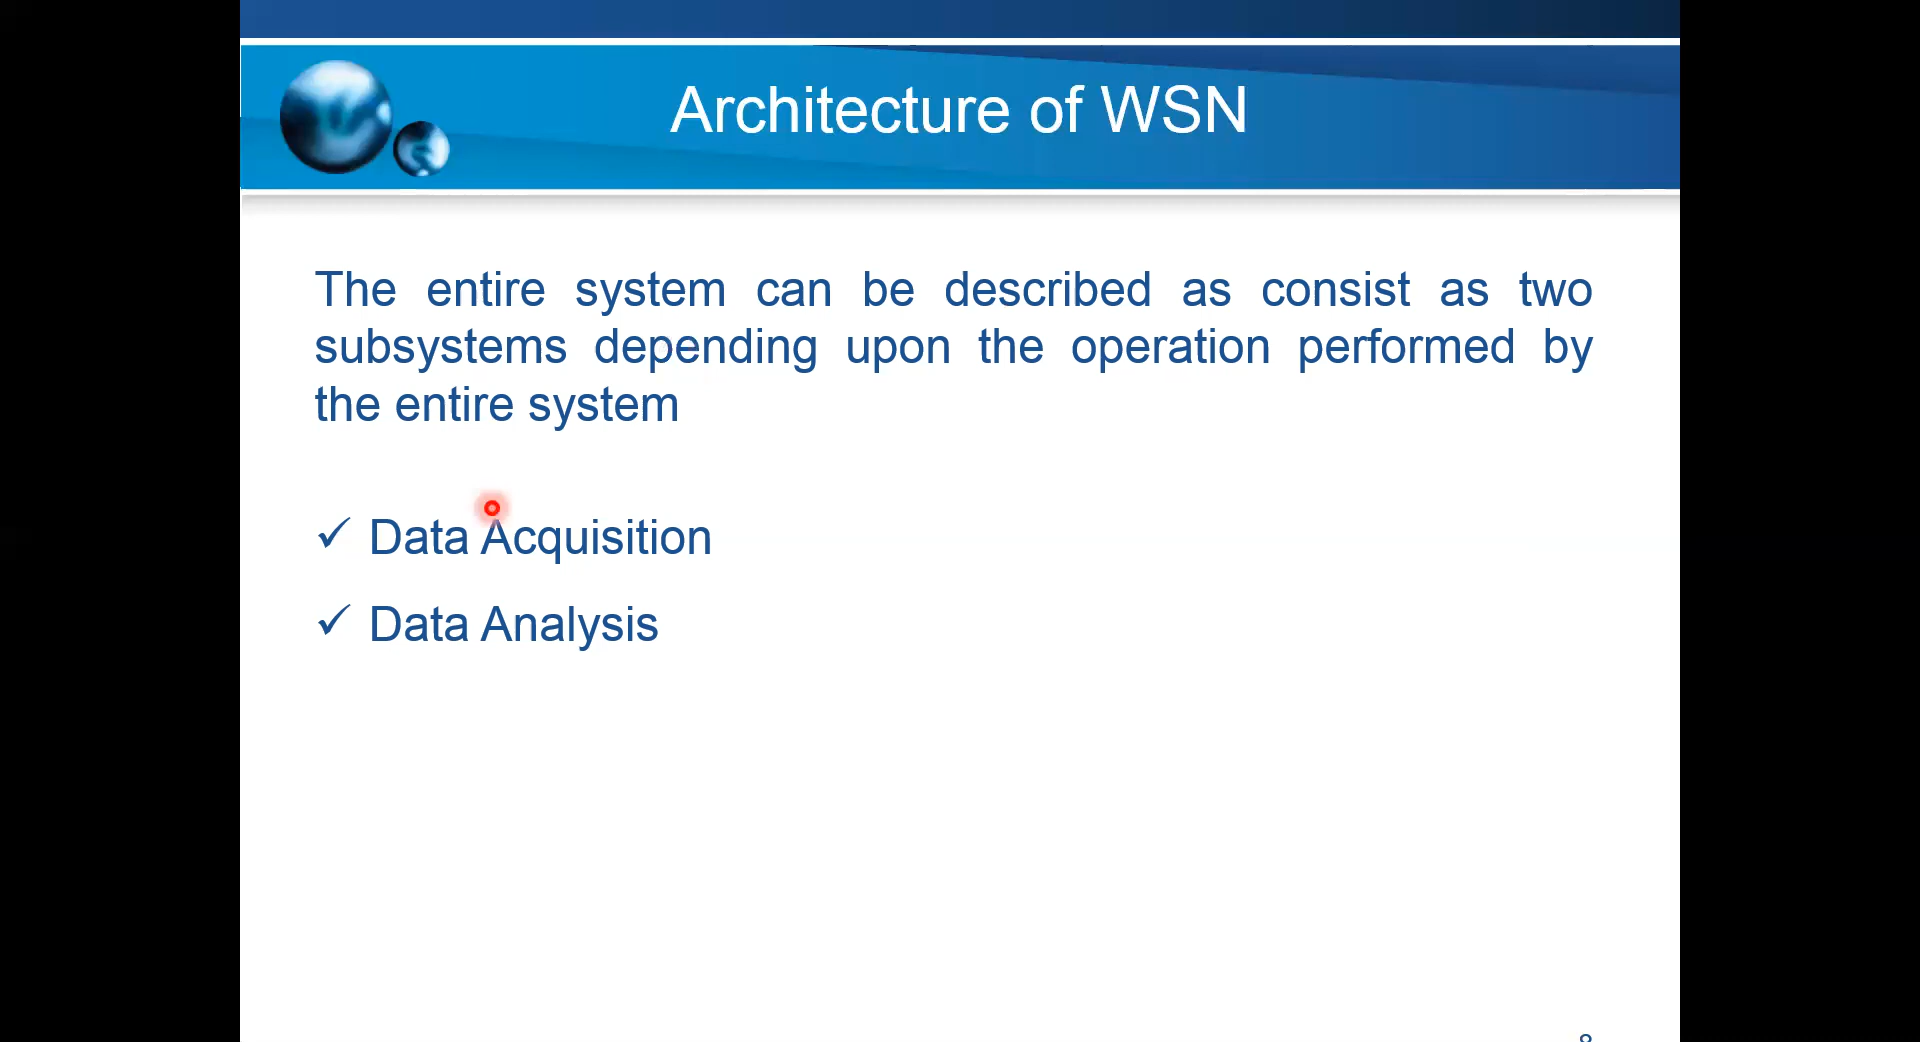 Architecture of WSN
The entire system can be described as consist as two
subsystems depending upon the operation performed by
the entire system
✓ Data Acquisition
✓ Data Analysis